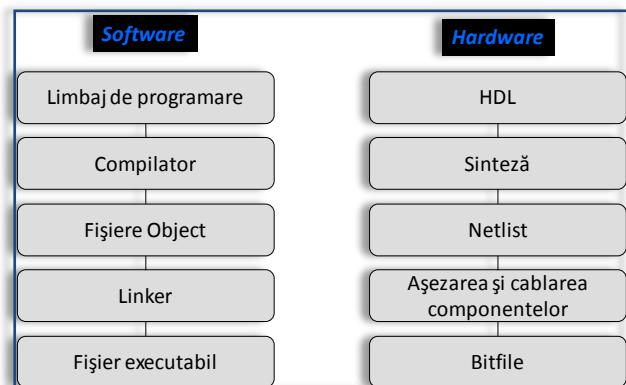 Software
Limbaj de programare
Compilator
Fişiere Object
Linker
Fişier executabil
Hardware
HDL
Sinteză
Netlist
Aşezarea şi cablarea
componentelor
Bitfile